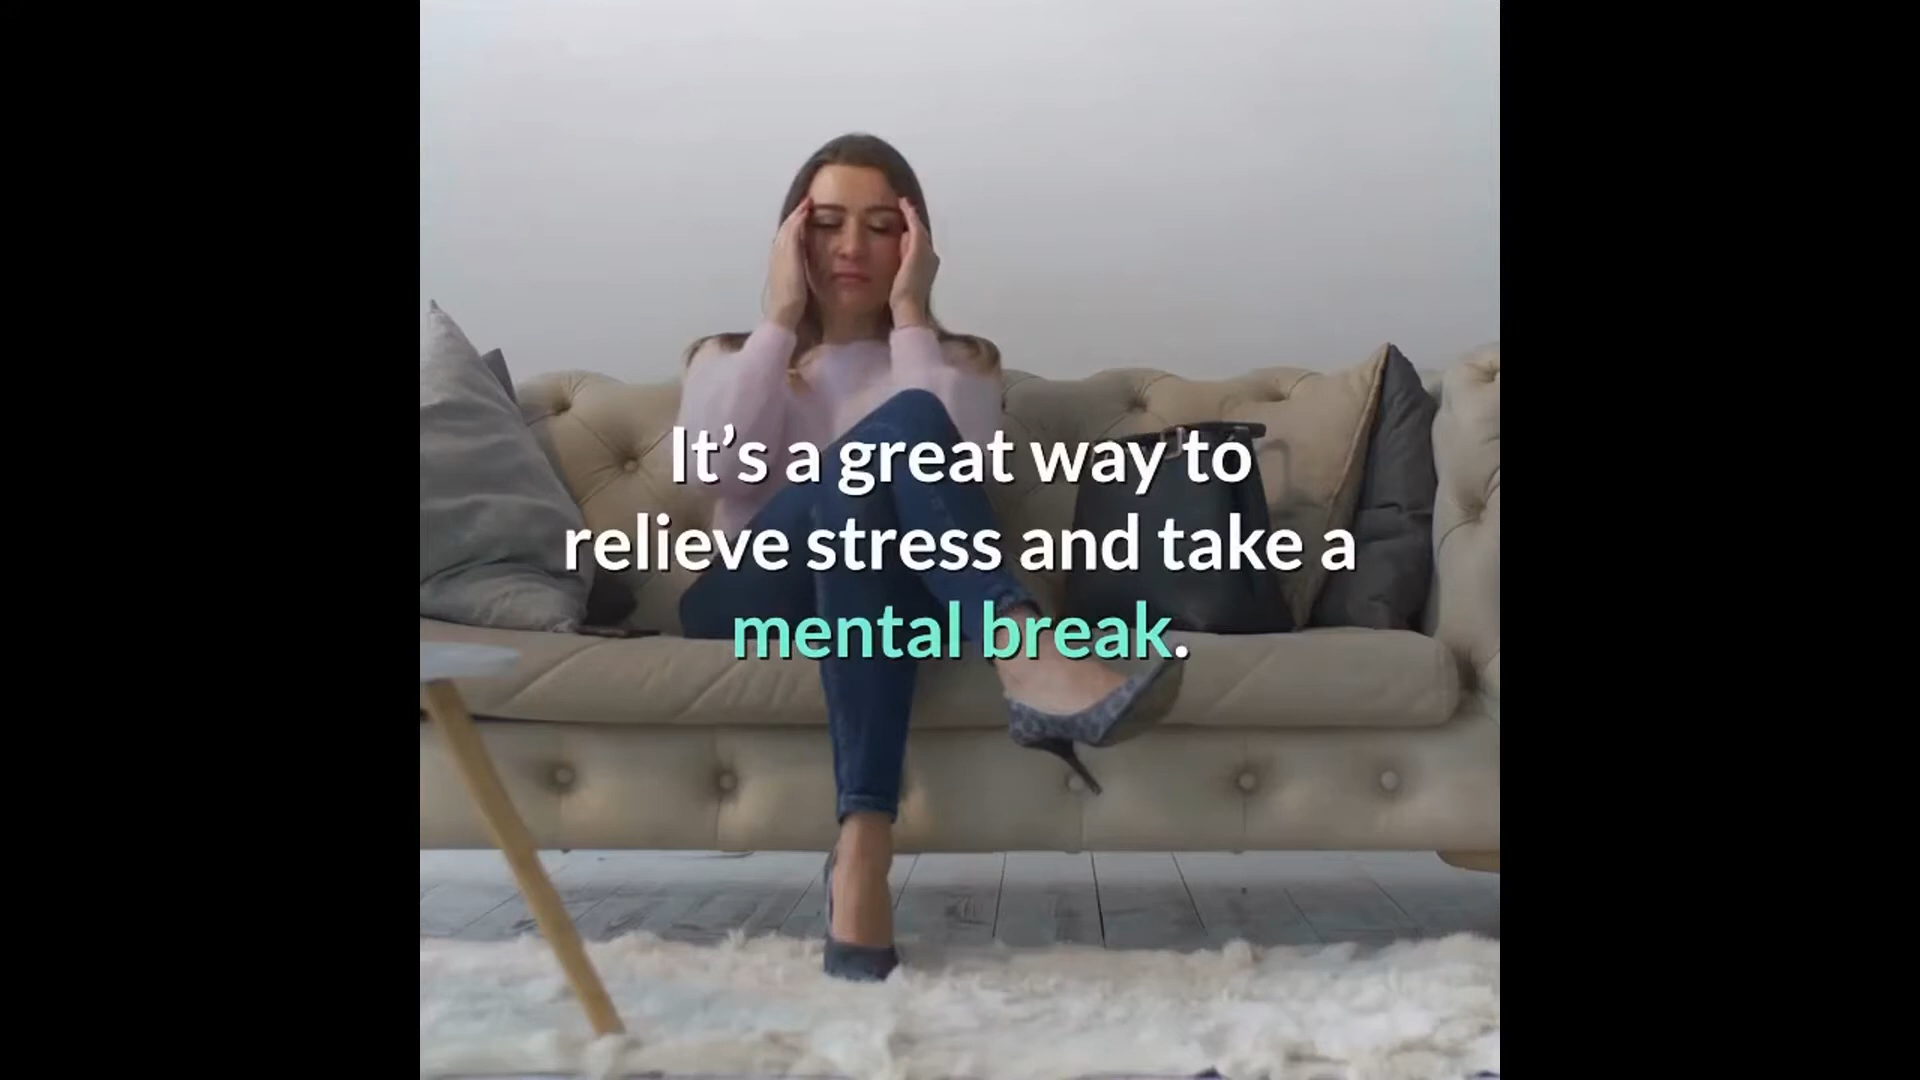 It’s a great way to
relieve stress and take a
mental break.